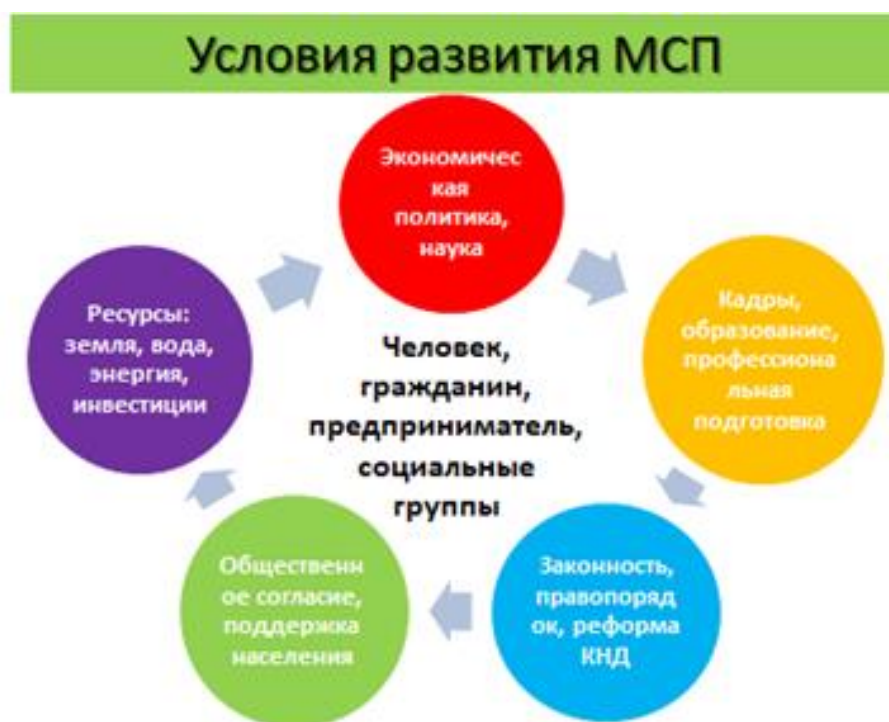 Условия развития МСП
Экономичес
кая
политика,
наука
Кадры,
образование,
профессиона
льная
подготовка
Законность,
правопоряд
ок, реформа
КНД
Общественн
ое согласие,
поддержка
населения
Ресурсы:
земля, вода,
энергия,
инвестиции
Человек,
гражданин,
предприниматель,
социальные
группы